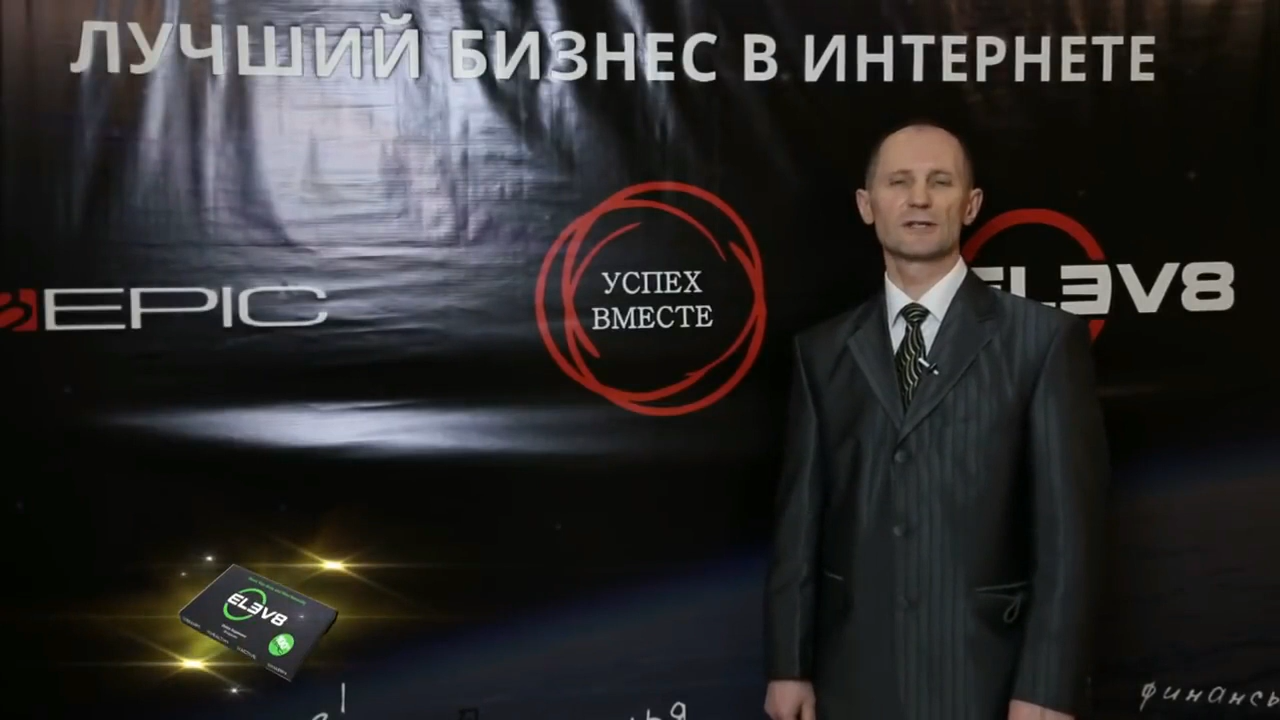 ЛУЧШИЙ БИЗНЕС В ИНТЕРНЕТЕ
EPIC
УСПЕХ
ВМЕСТЕ
EL3V8
EL3V8
финансы